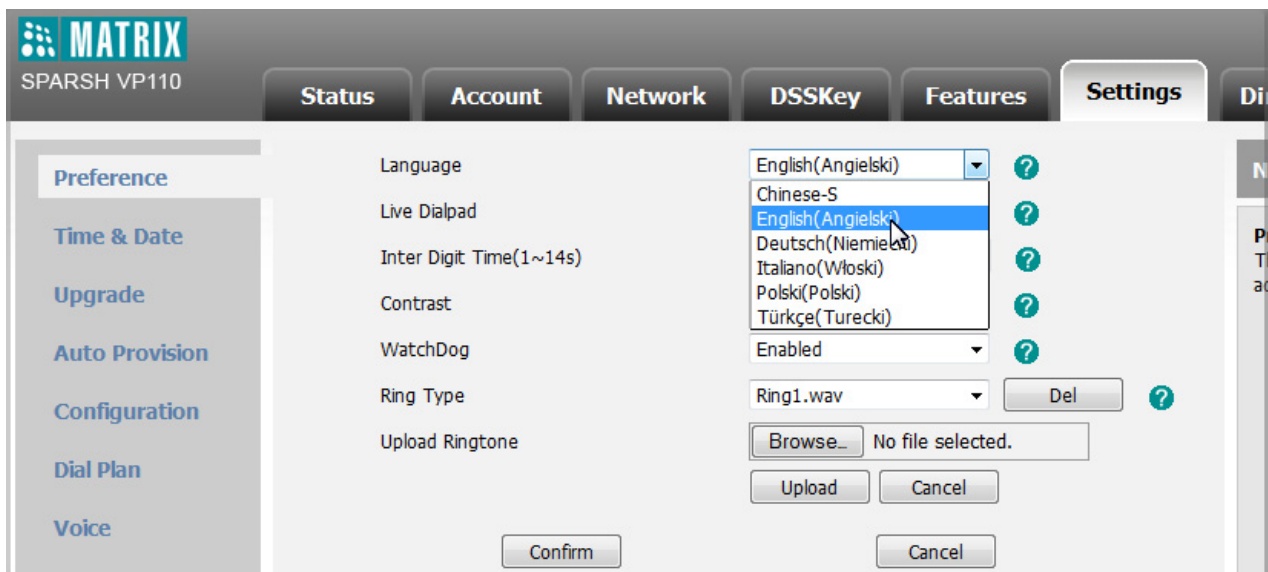 MATRIX
SPARSH VP110
Status Account Network DSSKey Features Settings Di
Preference
Time & Date
Upgrade
Auto Provision
Configuration
Dial Plan
Voice
Language English(Angielski) ?
Chinese-S
English(Angielski)
Deutsch(Niemiecki)
Italiano(Włoski)
Polski(Polski)
Türkçe(Turecki)
Live Dialpad ?
Inter Digit Time(1~14s) ?
Contrast ?
WatchDog Enabled ?
Ring Type Ring1.wav Del ?
Upload Ringtone Browse... No file selected.
Upload Cancel
Confirm Cancel
N
P
T
ac